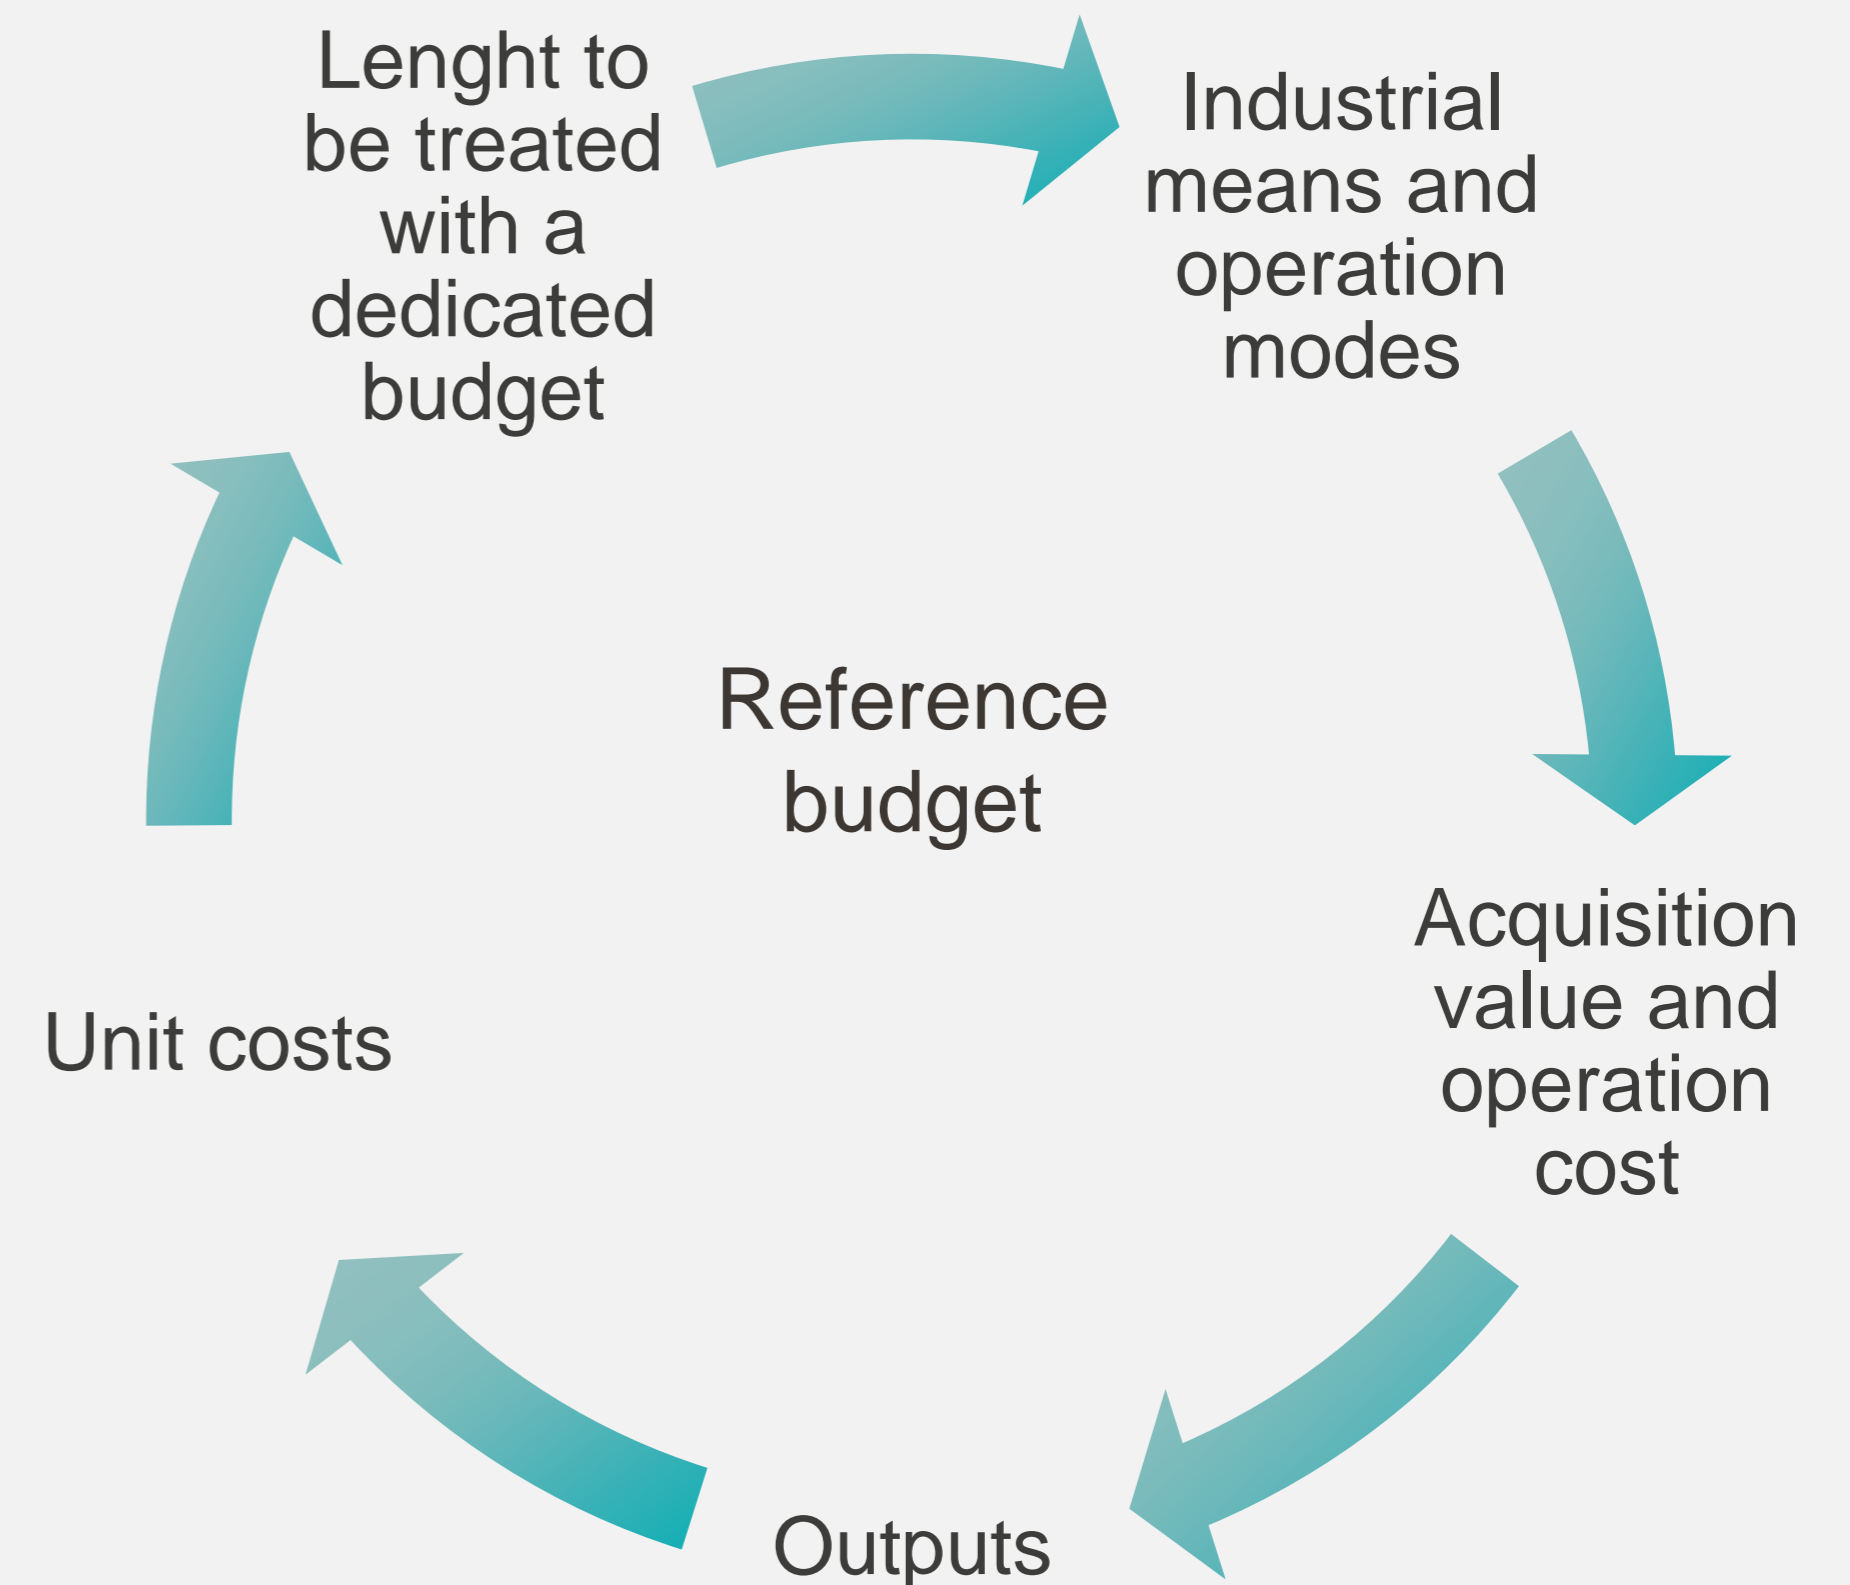 Lenght to
be treated
with a
dedicated
budget
Industrial
means and
operation
modes
Reference
budget
Acquisition
value and
operation
cost
Unit costs
Outputs